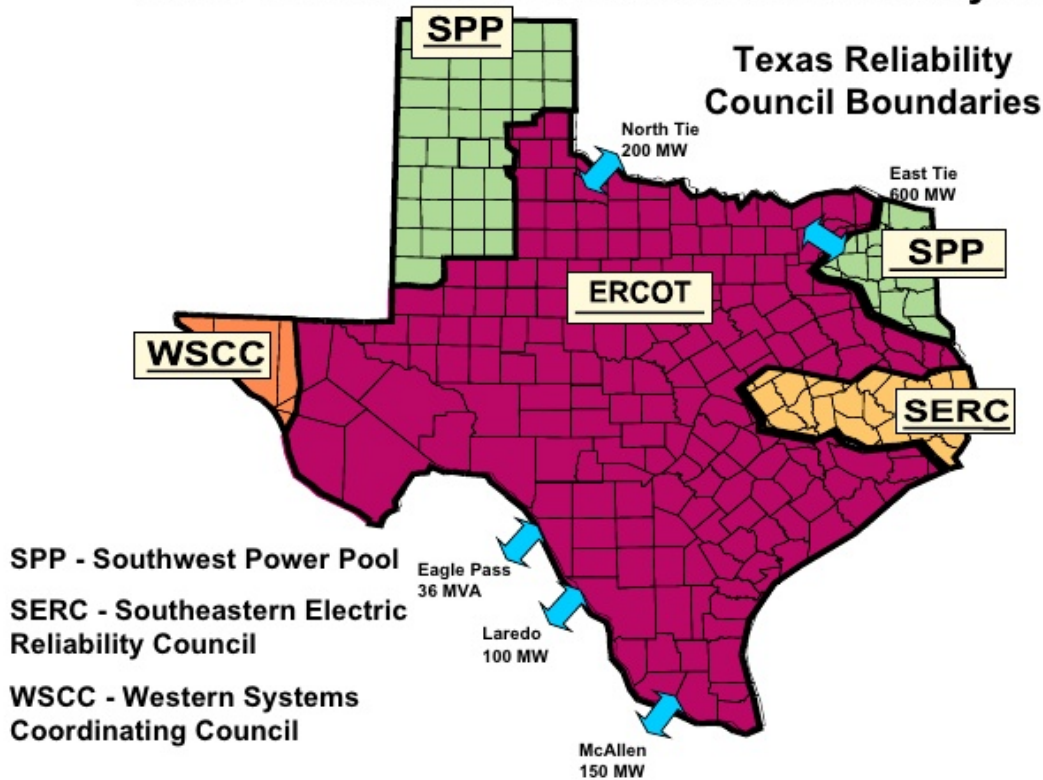 SPP
Texas Reliability
Council Boundaries
North Tie
200 MW
East Tie
600 MW
SPP
ERCOT
WSCC
SERC
SPP - Southwest Power Pool
SERC - Southeastern Electric
Reliability Council
WSCC - Western Systems
Coordinating Council
Eagle Pass
36 MVA
Laredo
100 MW
McAllen
150 MW